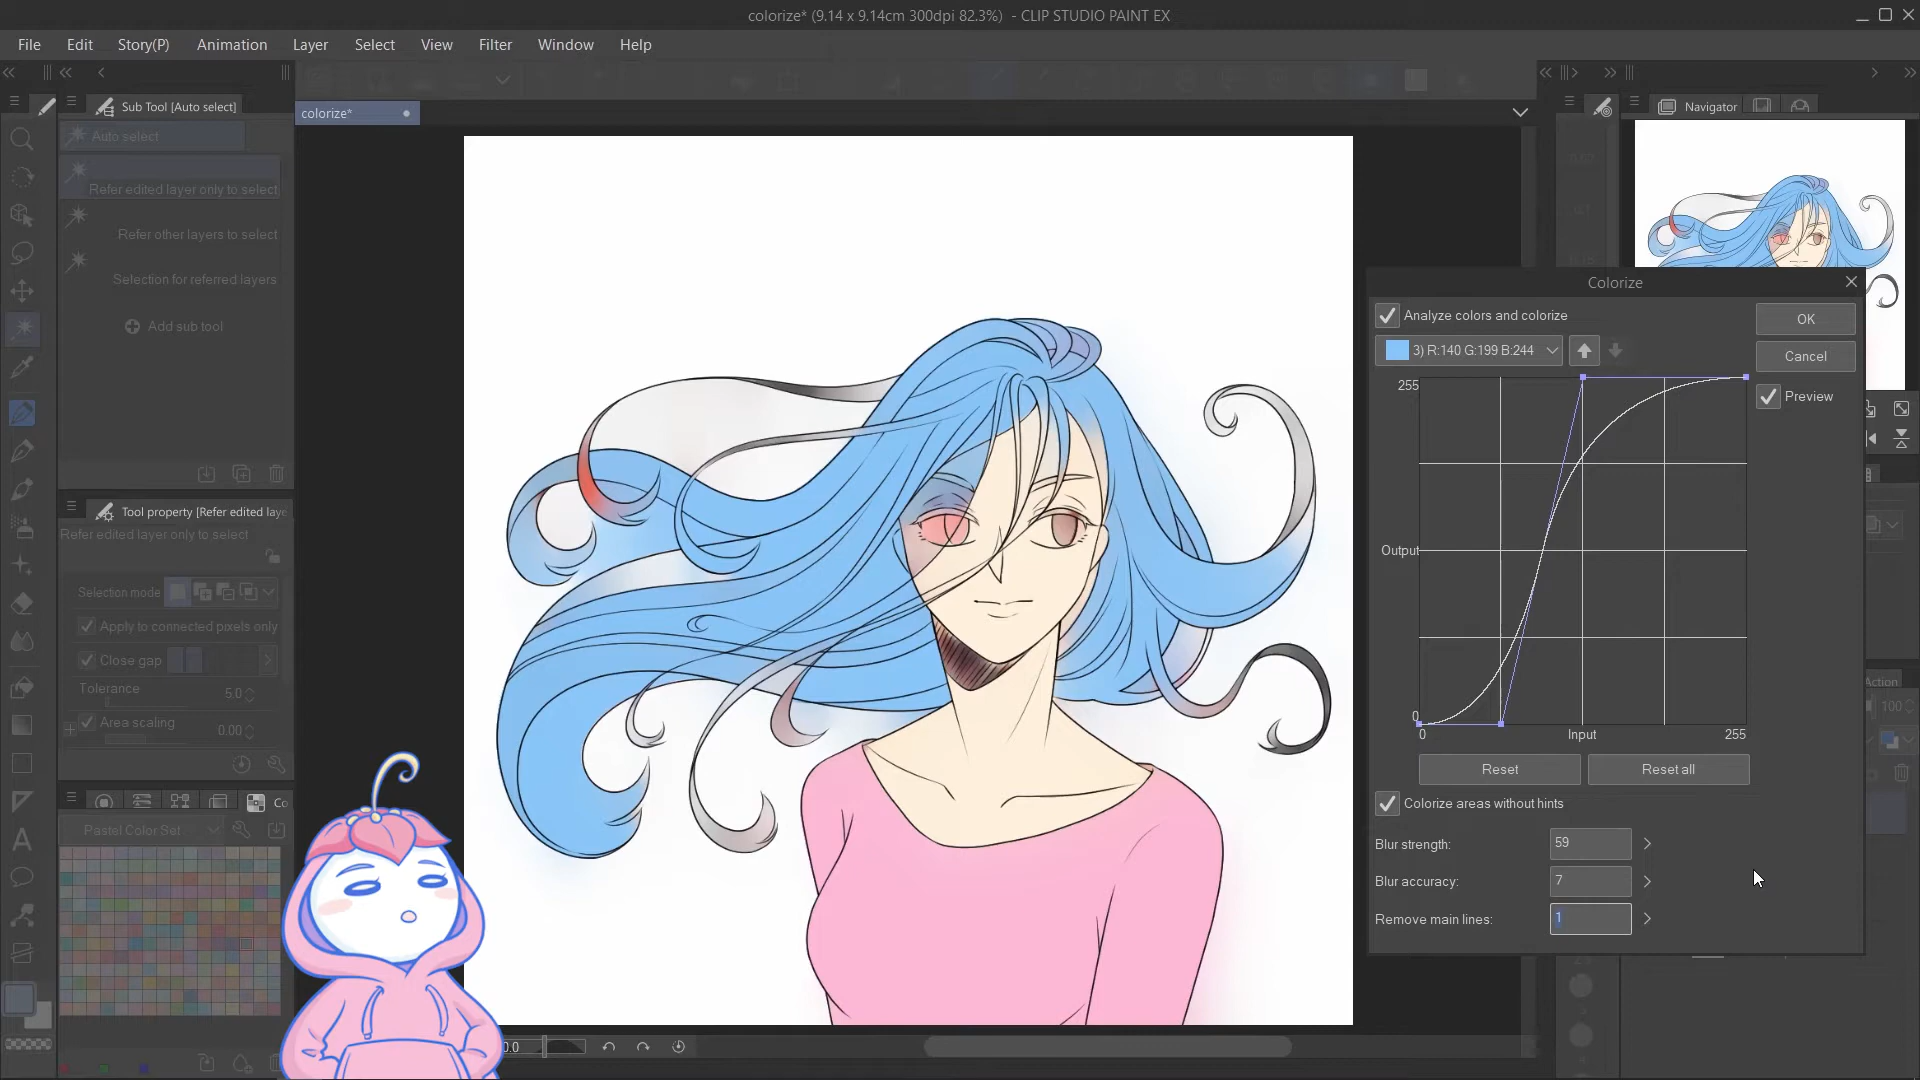 colorize* (9.14 x 9.14cm 300dpi 82.3%) - CLIP STUDIO PAINT EX
File Edit Story(P) Animation Layer Select View Filter Window Help
Sub Tool [Auto select]
Auto select
Refer edited layer only to select
Refer other layers to select
Selection for referred layers
Add sub tool
colorize*
Navigator
Tool property [Refer edited laye
Refer edited layer only to select
Selection mode
Apply to connected pixels only
Close gap
Tolerance 5.0
Area scaling 0.00
Co
Pastel Color Set
Colorize
Analyze colors and colorize
OK
3) R:140 G:199 B:244
Cancel
Preview
255
Output
0
0 Input 255
Reset Reset all
Colorize areas without hints
Blur strength: 59
Blur accuracy: 7
Remove main lines: 1
Action
100
0.0
A